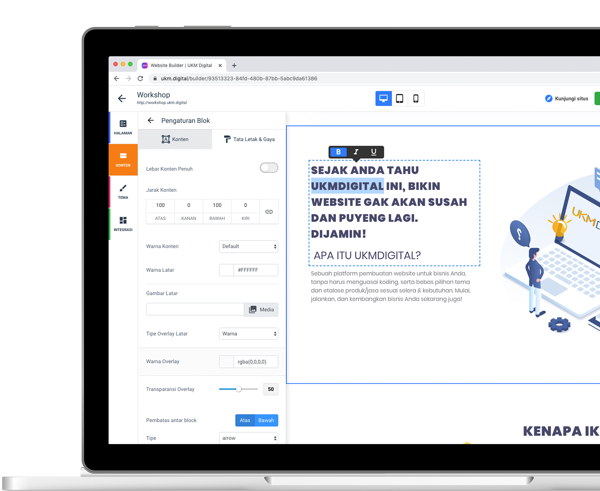 Website Builder | UKM Digital
ukm.digital/builder/93513323-84fd-480b-87bb-5abc9da61386
Workshop
http://workshop.ukm.digital
Kunjungi situs
HALAMAN
KONTEN
TEMA
INTEGRASI
Pengaturan Blok
Konten
Tata Letak & Gaya
Lebar Konten Penuh
Jarak Konten
100 0 100 0
ATAS KANAN BAWAH KIRI
Warna Konten Default
Warna Latar #FFFFFF
Gambar Latar
Media
Tipe Overlay Latar Warna
Warna Overlay rgba(0,0,0,0)
Transparansi Overlay 50
Pembatas antar block Atas Bawah
Tipe arrow
B I U
SEJAK ANDA TAHU
UKMDIGITAL INI, BIKIN
WEBSITE GAK AKAN SUSAH
DAN PUYENG LAGI.
DIJAMIN!
APA ITU UKMDIGITAL?
Sebuah platform pembuatan website untuk bisnis Anda,
tanpa harus menguasai koding, serta bebas pilihan tema
dan etalase produk/jasa sesuai selera & kebutuhan. Mulai,
jalankan, dan kembangkan bisnis Anda sekarang juga!
?
KENAPA IK